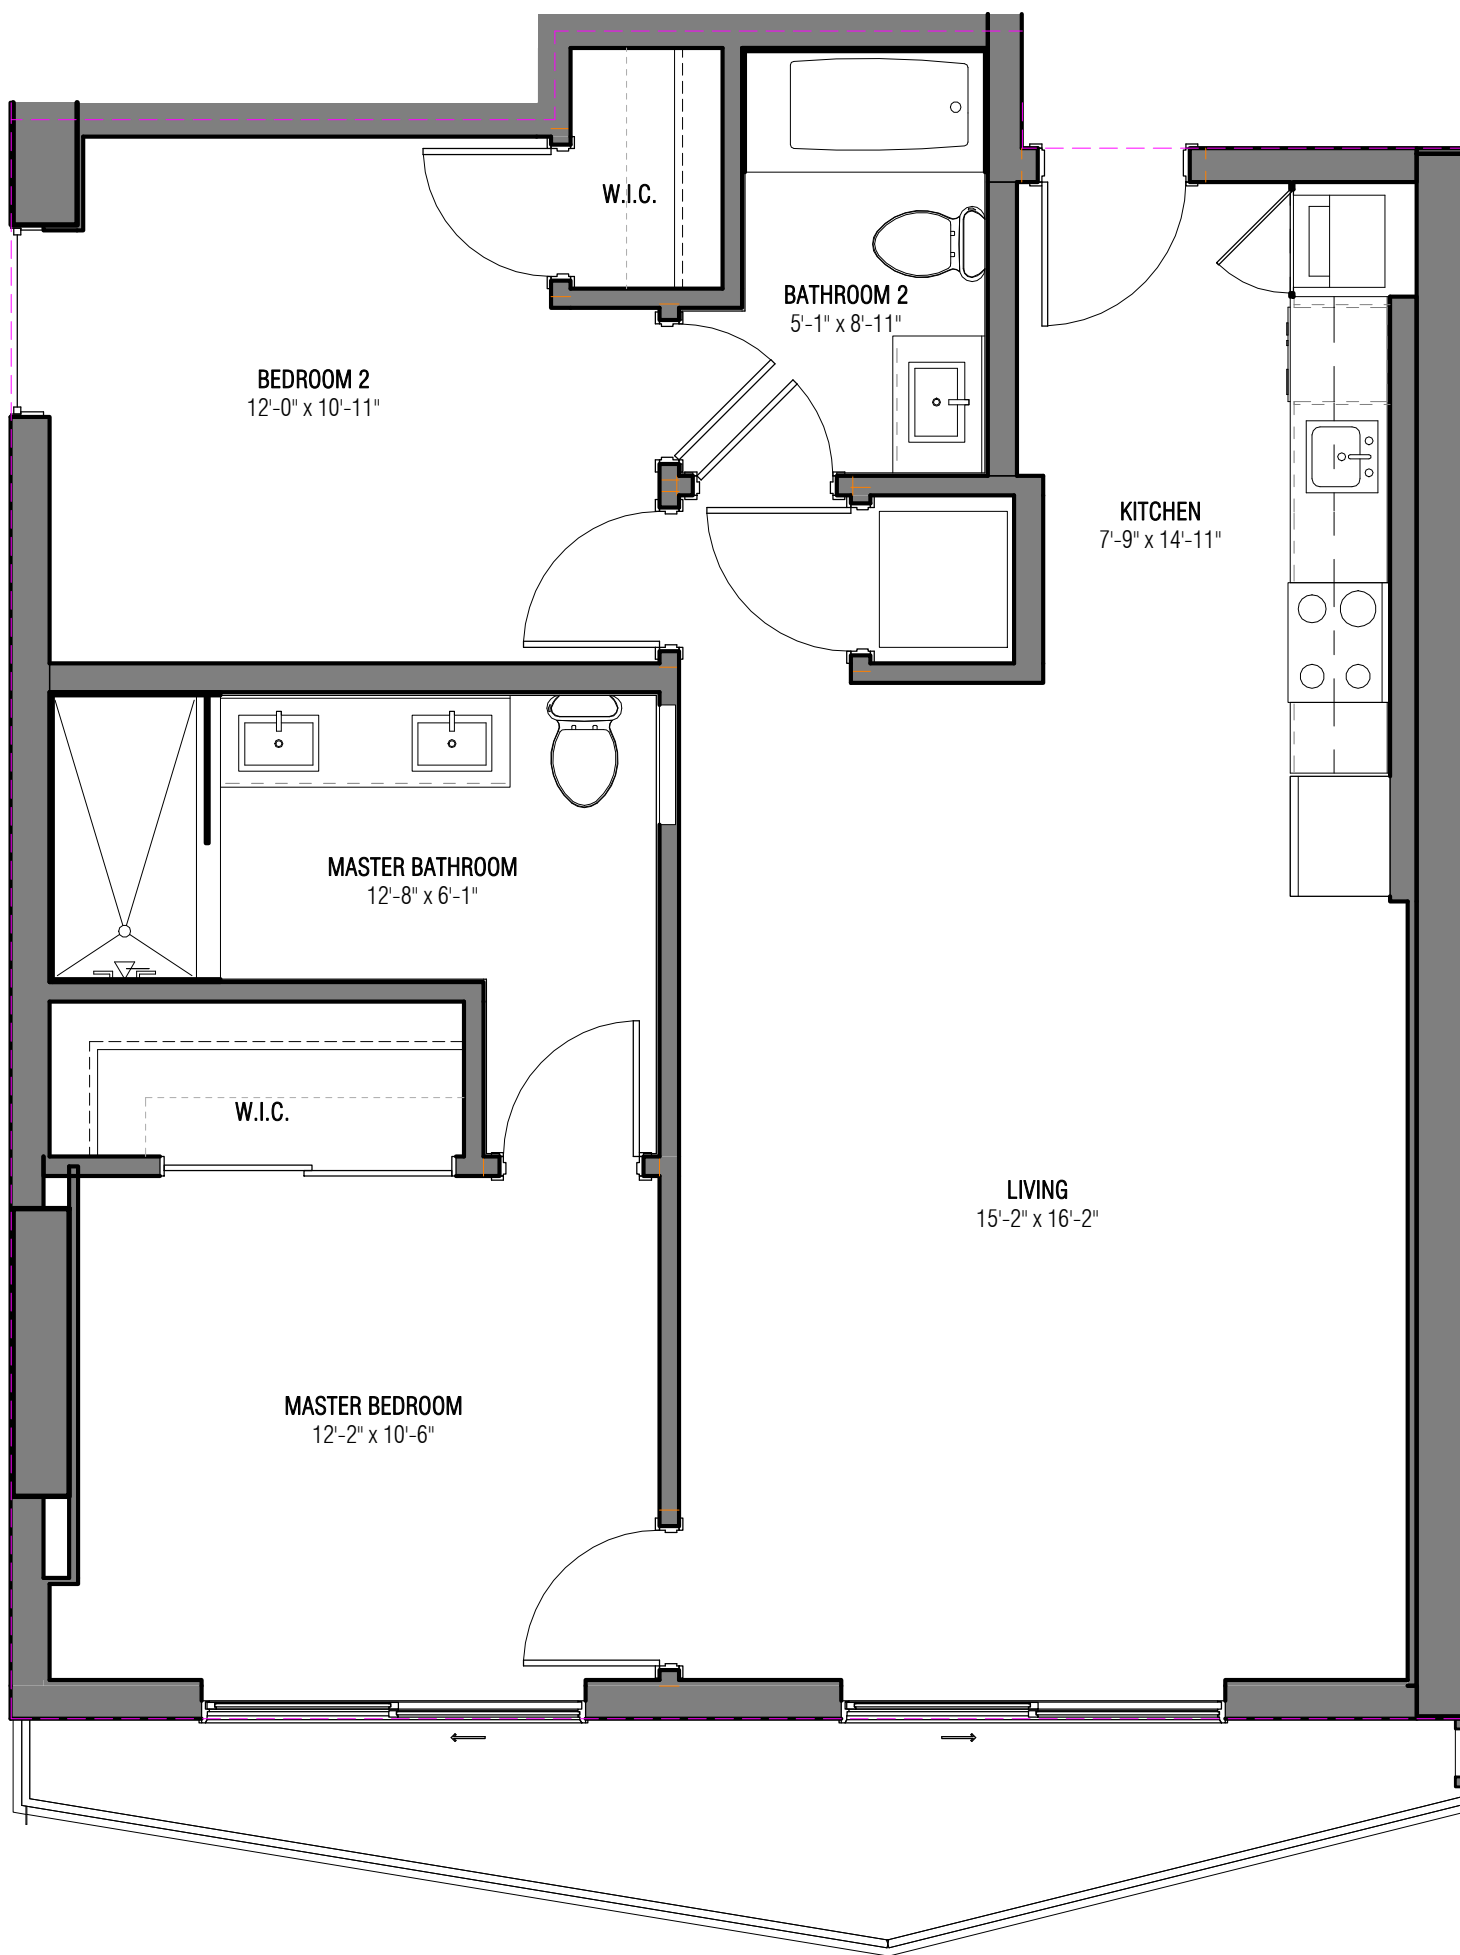 W.I.C.
BATHROOM 2
5'-1" x 8'-11"
BEDROOM 2
12'-0" x 10'-11"
KITCHEN
7'-9" x 14'-11"
MASTER BATHROOM
12'-8" x 6'-1"
W.I.C.
LIVING
15'-2" x 16'-2"
MASTER BEDROOM
12'-2" x 10'-6"